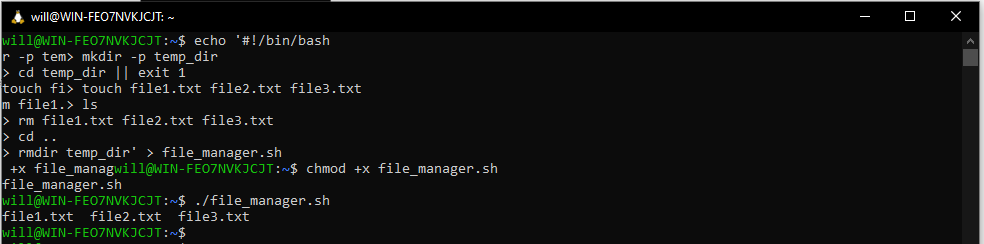 will@WIN-FEO7NVKJCJT: ~
will@WIN-FEO7NVKJCJT:~$ echo '#!/bin/bash
r -p tem> mkdir -p temp_dir
> cd temp_dir || exit 1
touch fi> touch file1.txt file2.txt file3.txt
m file1.> ls
> rm file1.txt file2.txt file3.txt
> cd ..
> rmdir temp_dir' > file_manager.sh
 +x file_managwill@WIN-FEO7NVKJCJT:~$ chmod +x file_manager.sh
file_manager.sh
will@WIN-FEO7NVKJCJT:~$ ./file_manager.sh
file1.txt  file2.txt  file3.txt
will@WIN-FEO7NVKJCJT:~$